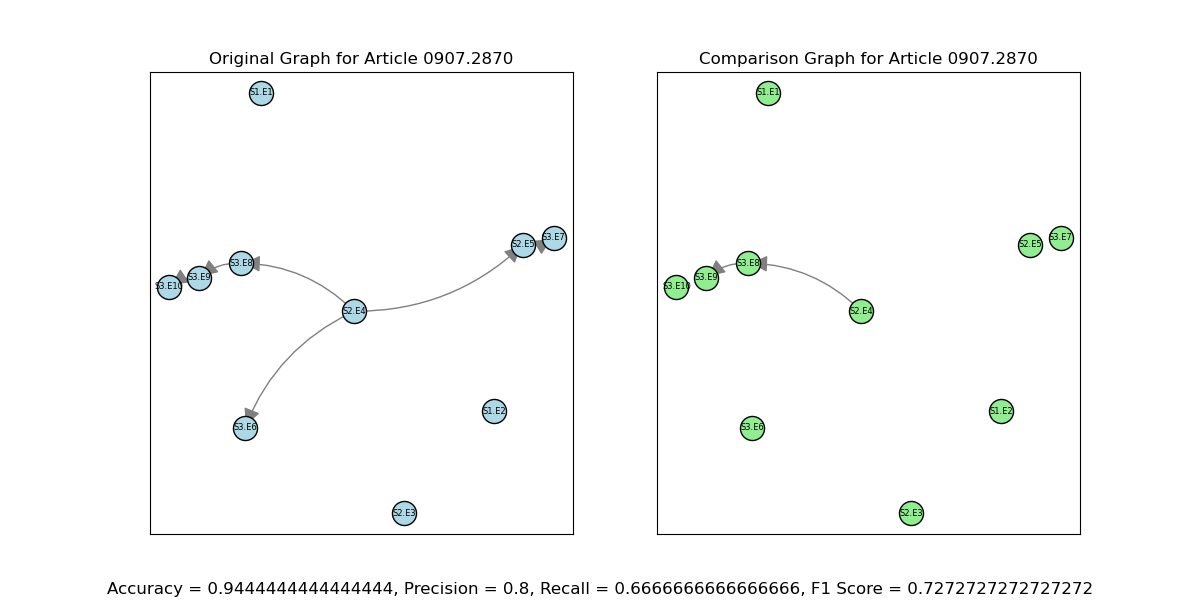 Original Graph for Article 0907.2870
S1.E1
S2.E5
S3.E7
S3.E8
S3.E9
S3.E10
S2.E4
S1.E2
S3.E6
S2.E3
Comparison Graph for Article 0907.2870
S1.E1
S2.E5
S3.E7
S3.E8
S3.E9
S3.E10
S2.E4
S1.E2
S3.E6
S2.E3
Accuracy = 0.9444444444444444, Precision = 0.8, Recall = 0.6666666666666666, F1 Score = 0.7272727272727272